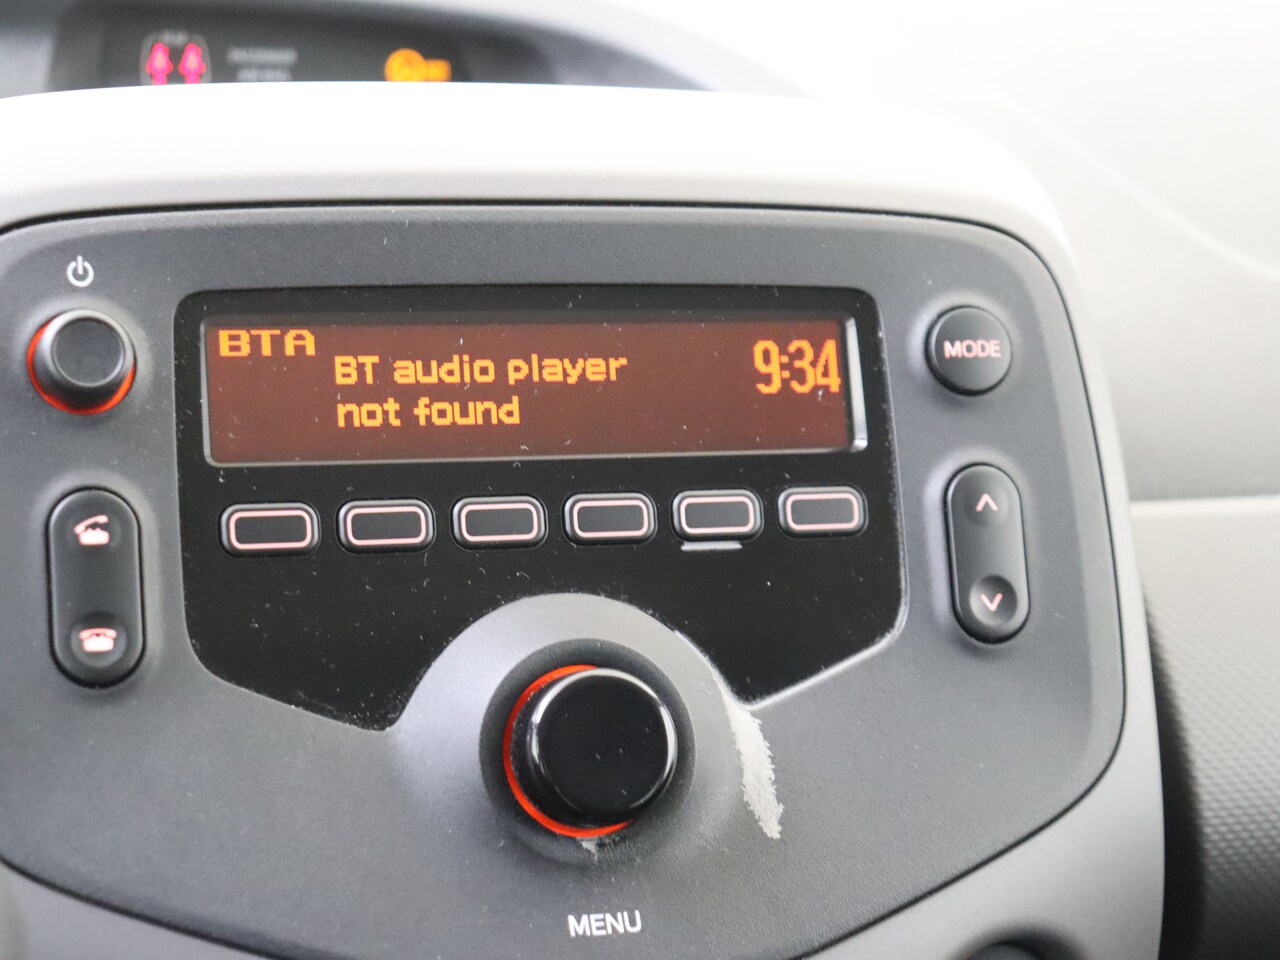 BTA
BT audio player
not found
9:34
MODE
MENU